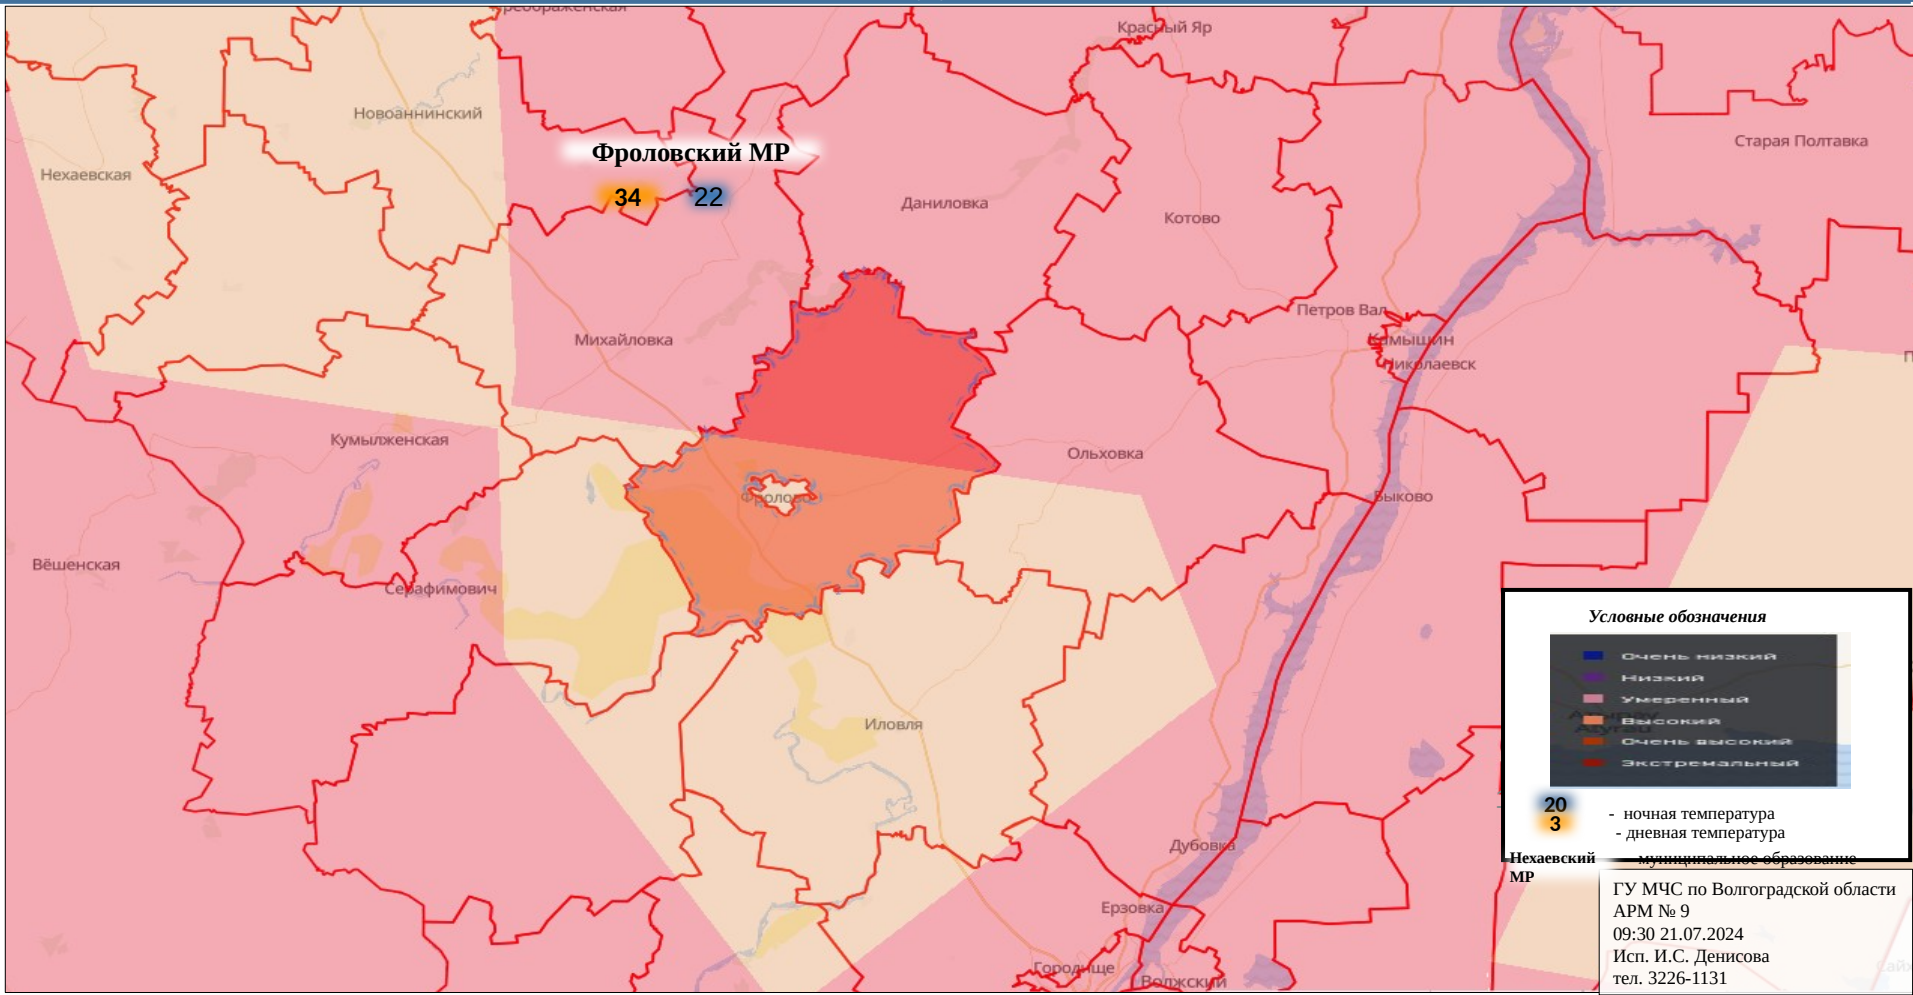 Преображенская
Красный Яр
Новоаннинский
Старая Полтавка
Фроловский МР
Нехаевская
34 22
Даниловка
Котово
Петров Вал
Михайловка
Камышин
Николаевск
Кумылженская
Ольховка
Фролово
Быково
Вёшенская
Серафимович
Иловля
Дубовка
Ерзовка
Городище
Волжский
Условные обозначения
Очень низкий
Низкий
Умеренный
Высокий
Очень высокий
Экстремальный
20 - ночная температура
3 - дневная температура
Нехаевский - муниципальное образование
МР
ГУ МЧС по Волгоградской области
АРМ № 9
09:30 21.07.2024
Исп. И.С. Денисова
тел. 3226-1131